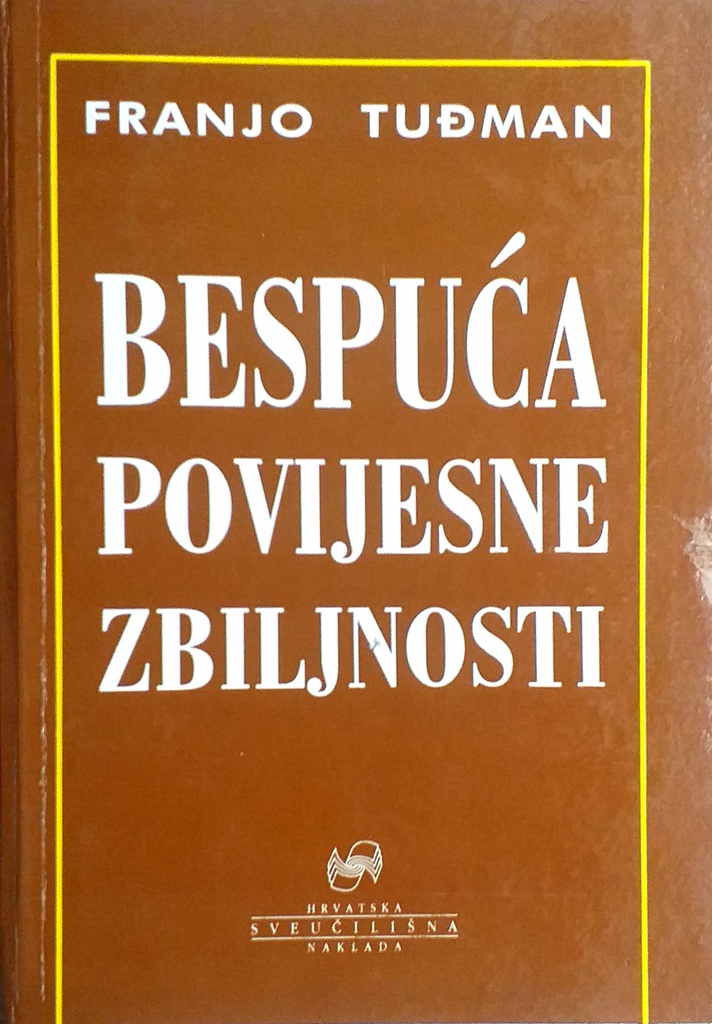 FRANJO TUĐMAN
BESPUĆA
POVIJESNE
ZBILJNOSTI
HRVATSKA
SVEUČILIŠNA
NAKLADA